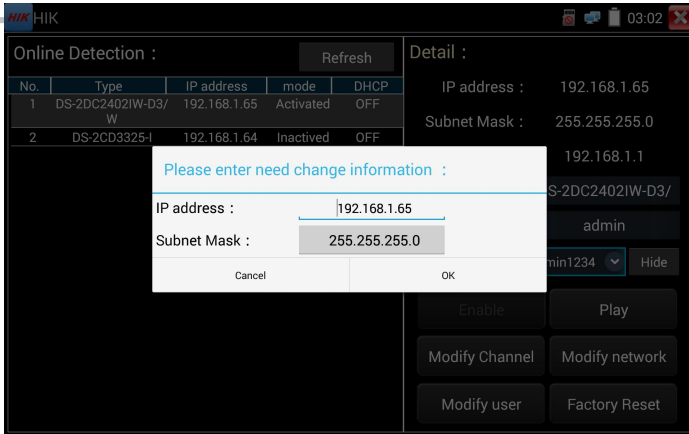 HIK HIK 03:02
Online Detection : Refresh
No. Type IP address mode DHCP
1 DS-2DC2402IW-D3/W 192.168.1.65 Activated OFF
2 DS-2CD3325-I 192.168.1.64 Inactived OFF
Detail :
IP address : 192.168.1.65
Subnet Mask : 255.255.255.0
192.168.1.1
S-2DC2402IW-D3/
admin
min1234 Hide
Please enter need change information :
IP address : 192.168.1.65
Subnet Mask : 255.255.255.0
Cancel OK
Enable Play
Modify Channel Modify network
Modify user Factory Reset